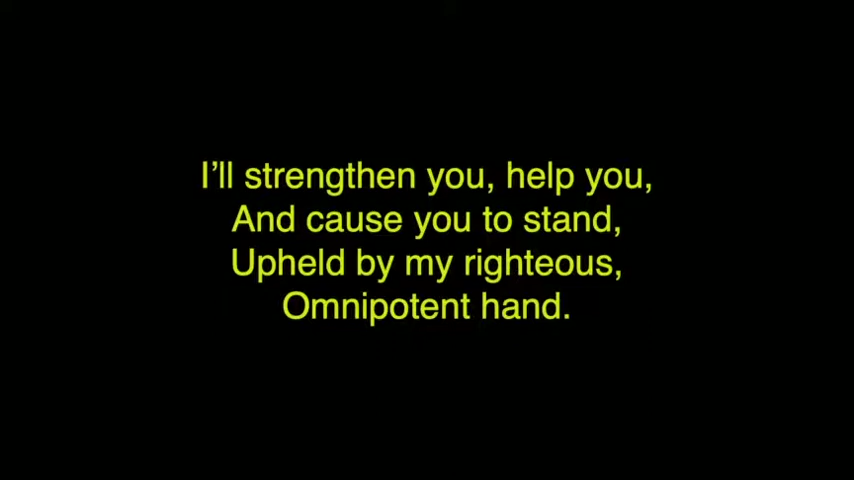 I’ll strengthen you, help you,
And cause you to stand,
Upheld by my righteous,
Omnipotent hand.